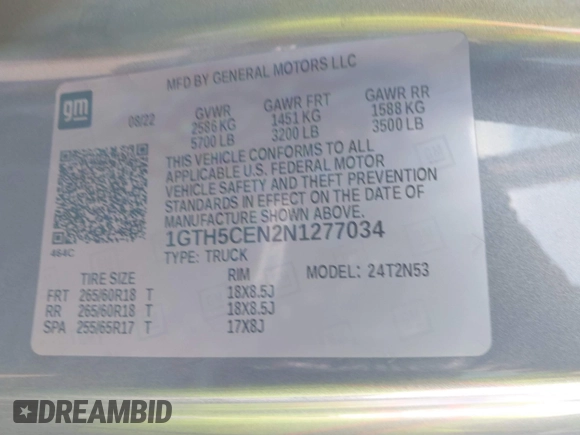 MFD BY GENERAL MOTORS LLC
gm
08/22
GVWR GAWR FRT GAWR RR
2586 KG 1451 KG 1588 KG
5700 LB 3200 LB 3500 LB
THIS VEHICLE CONFORMS TO ALL
APPLICABLE U.S. FEDERAL MOTOR
VEHICLE SAFETY AND THEFT PREVENTION
STANDARDS IN EFFECT ON THE DATE OF
MANUFACTURE SHOWN ABOVE.
464C
1GTH5CEN2N1277034
TYPE: TRUCK
TIRE SIZE RIM MODEL: 24T2N53
FRT 265/60R18 T 18X8.5J
RR 265/60R18 T 18X8.5J
SPA 255/65R17 T 17X8J
DREAMBID